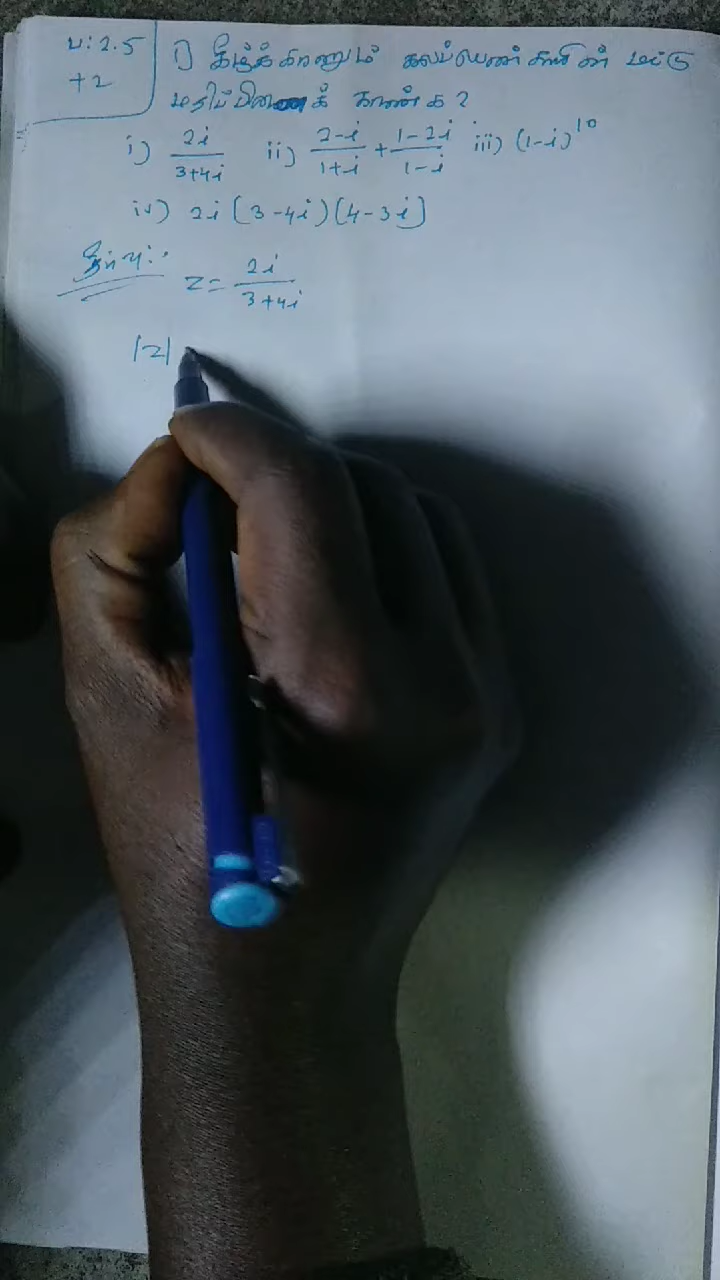 ப: 2.5
+2
1) கீழ்க்காணும் கலப்பெண்களின் மட்டு
மதிப்பினைக் காண்க?
i) 2i/(3+4i) ii) (2-i)/(1+i) + (1-2i)/(1-i) iii) (1-i)^10
iv) 2i (3-4i)(4-3i)
தீர்வு:
z = 2i/(3+4i)
|z|